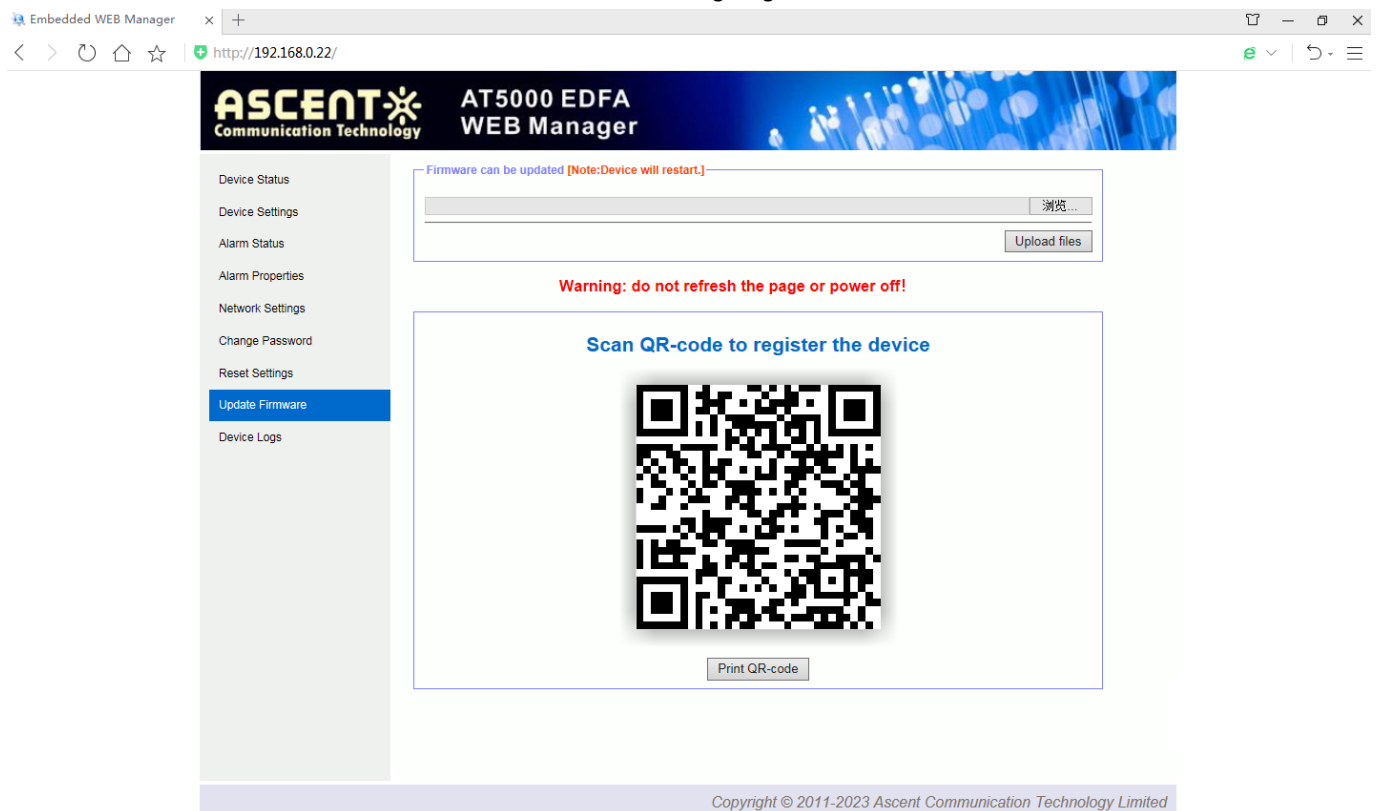 Embedded WEB Manager
http://192.168.0.22/
ASCENT
Communication Technology
AT5000 EDFA
WEB Manager
Device Status
Device Settings
Alarm Status
Alarm Properties
Network Settings
Change Password
Reset Settings
Update Firmware
Device Logs
Firmware can be updated [Note:Device will restart.]
浏览...
Upload files
Warning: do not refresh the page or power off!
Scan QR-code to register the device
Print QR-code
Copyright © 2011-2023 Ascent Communication Technology Limited